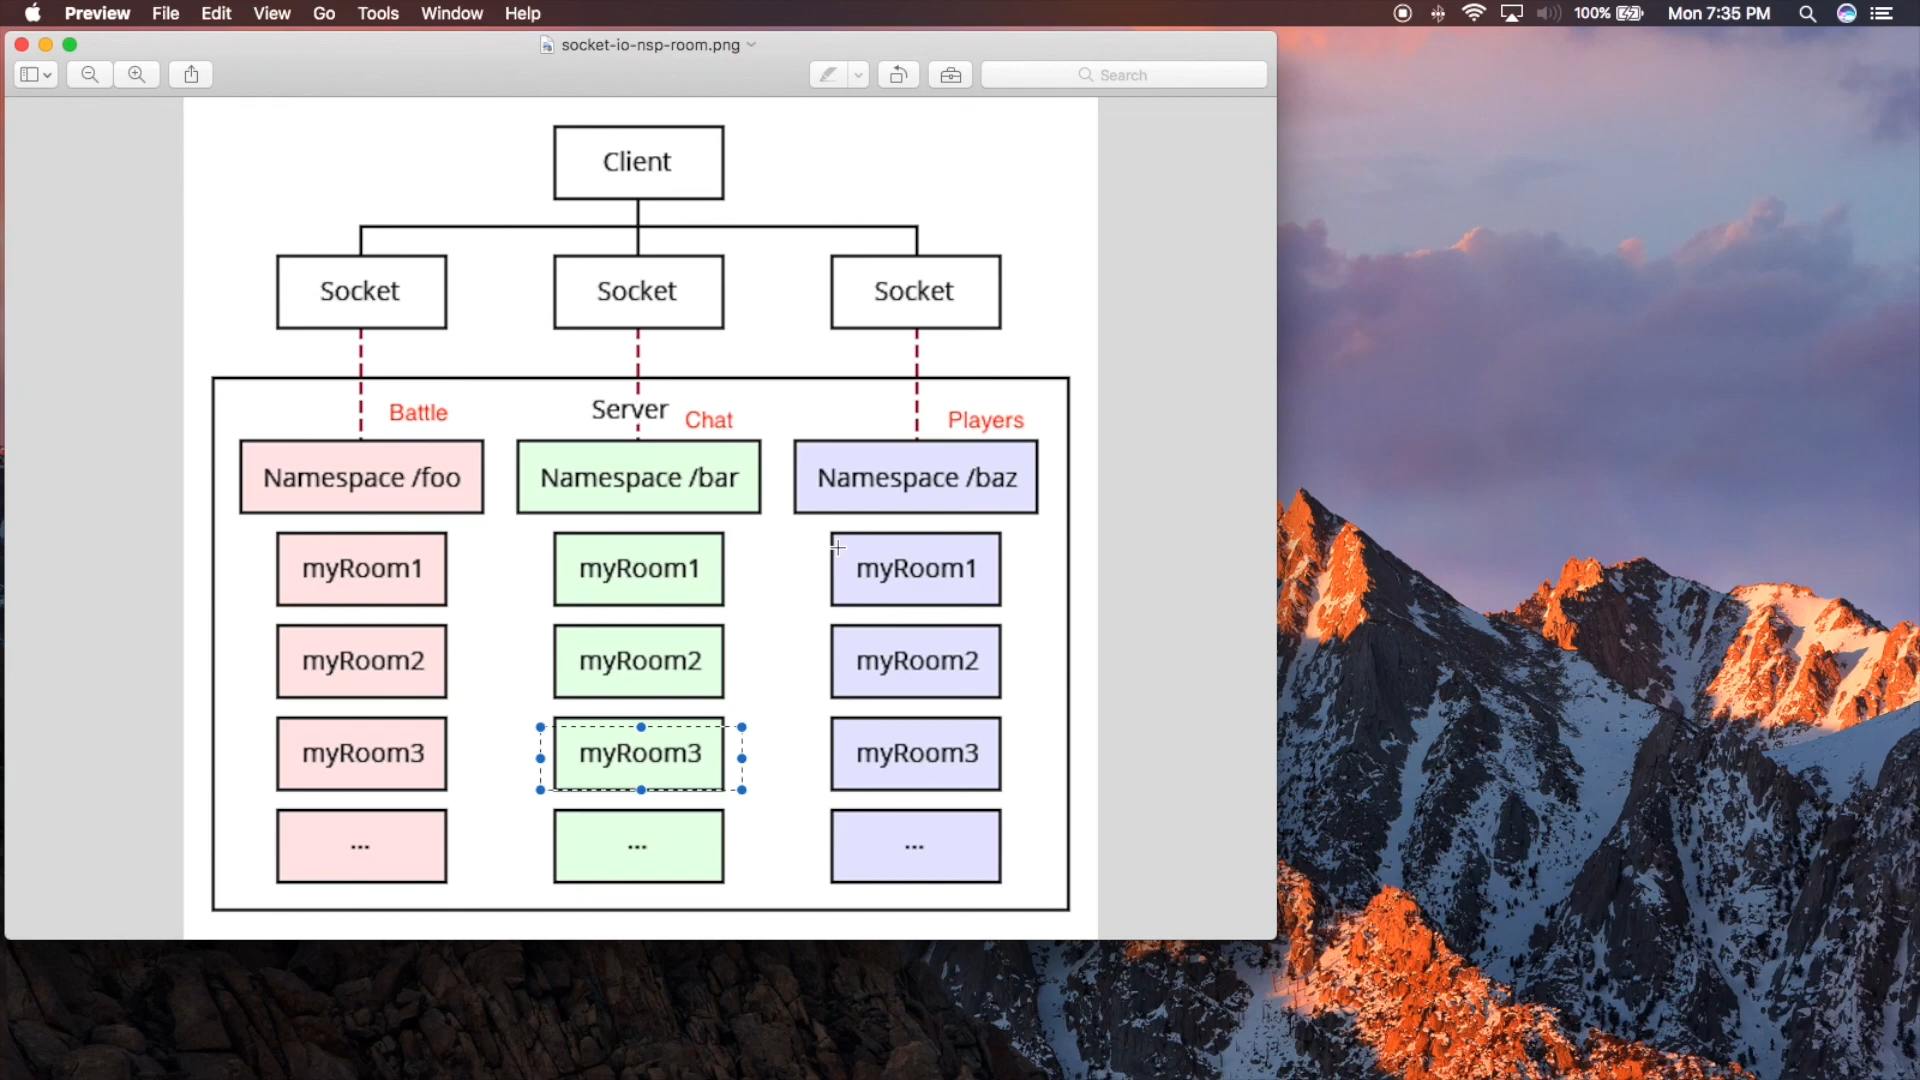 Preview File Edit View Go Tools Window Help 100% Mon 7:35 PM
socket-io-nsp-room.png
Search
Client
Socket Socket Socket
Server
Battle Chat Players
Namespace /foo Namespace /bar Namespace /baz
myRoom1 myRoom1 myRoom1
myRoom2 myRoom2 myRoom2
myRoom3 myRoom3 myRoom3
... ... ...